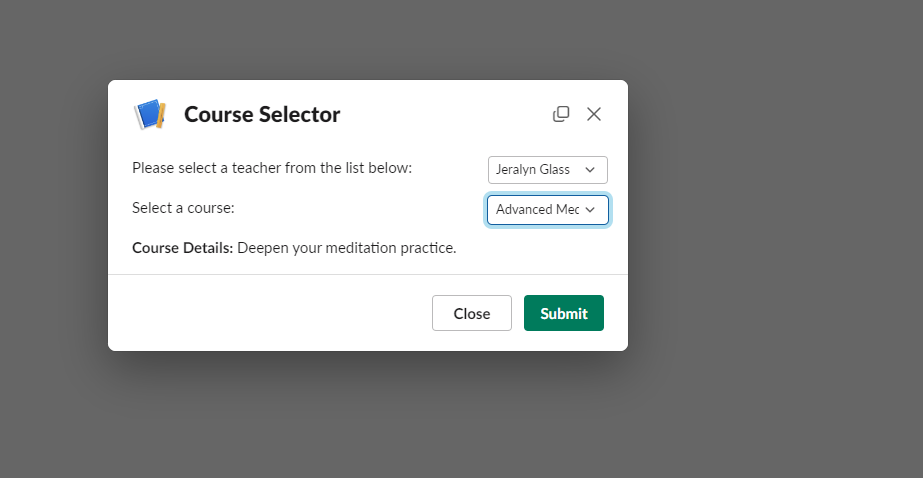 Course Selector
Please select a teacher from the list below:
Jeralyn Glass
Select a course:
Advanced Mec
Course Details: Deepen your meditation practice.
Close
Submit